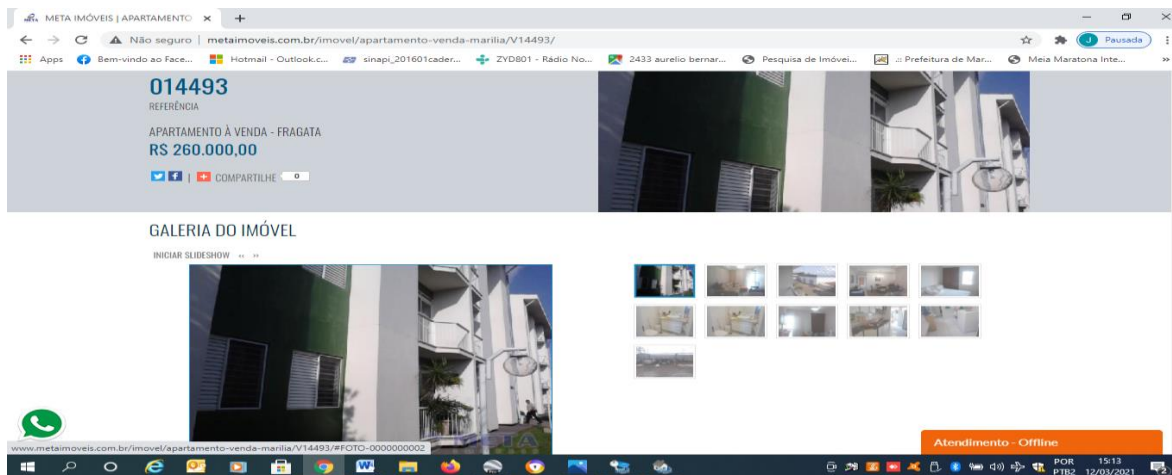 META IMÓVEIS | APARTAMENTO
Não seguro | metaimoveis.com.br/imovel/apartamento-venda-marilia/V14493/
Pausada
Apps Bem-vindo ao Face... Hotmail - Outlook.c... sinapi_201601cader... ZYD801 - Rádio No... 2433 aurelio bernar... Pesquisa de Imóvei... .:: Prefeitura de Mar... Meia Maratona Inte... »
014493
REFERÊNCIA
APARTAMENTO À VENDA - FRAGATA
R$ 260.000,00
| COMPARTILHE 0
GALERIA DO IMÓVEL
INICIAR SLIDESHOW ‹‹ ››
META
www.metaimoveis.com.br/imovel/apartamento-venda-marilia/V14493/#FOTO-0000000002
Atendimento - Offline
POR 15:13
PTB2 12/03/2021